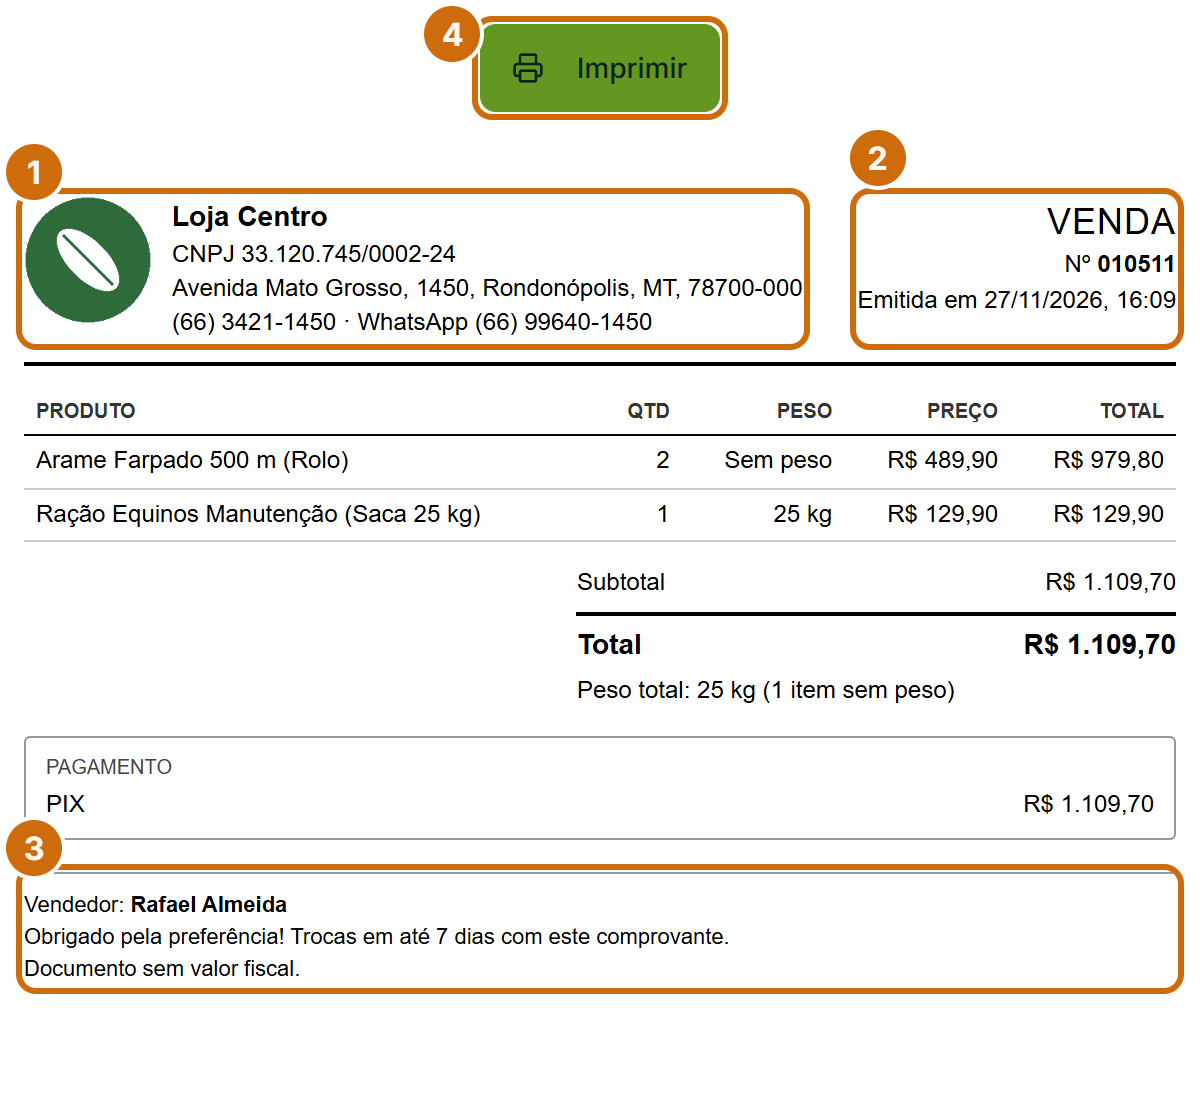 4
Imprimir
1
Loja Centro
CNPJ 33.120.745/0002-24
Avenida Mato Grosso, 1450, Rondonópolis, MT, 78700-000
(66) 3421-1450 · WhatsApp (66) 99640-1450
2
VENDA
Nº 010511
Emitida em 27/11/2026, 16:09
PRODUTO QTD PESO PREÇO TOTAL
Arame Farpado 500 m (Rolo) 2 Sem peso R$ 489,90 R$ 979,80
Ração Equinos Manutenção (Saca 25 kg) 1 25 kg R$ 129,90 R$ 129,90
Subtotal R$ 1.109,70
Total R$ 1.109,70
Peso total: 25 kg (1 item sem peso)
PAGAMENTO
PIX R$ 1.109,70
3
Vendedor: Rafael Almeida
Obrigado pela preferência! Trocas em até 7 dias com este comprovante.
Documento sem valor fiscal.